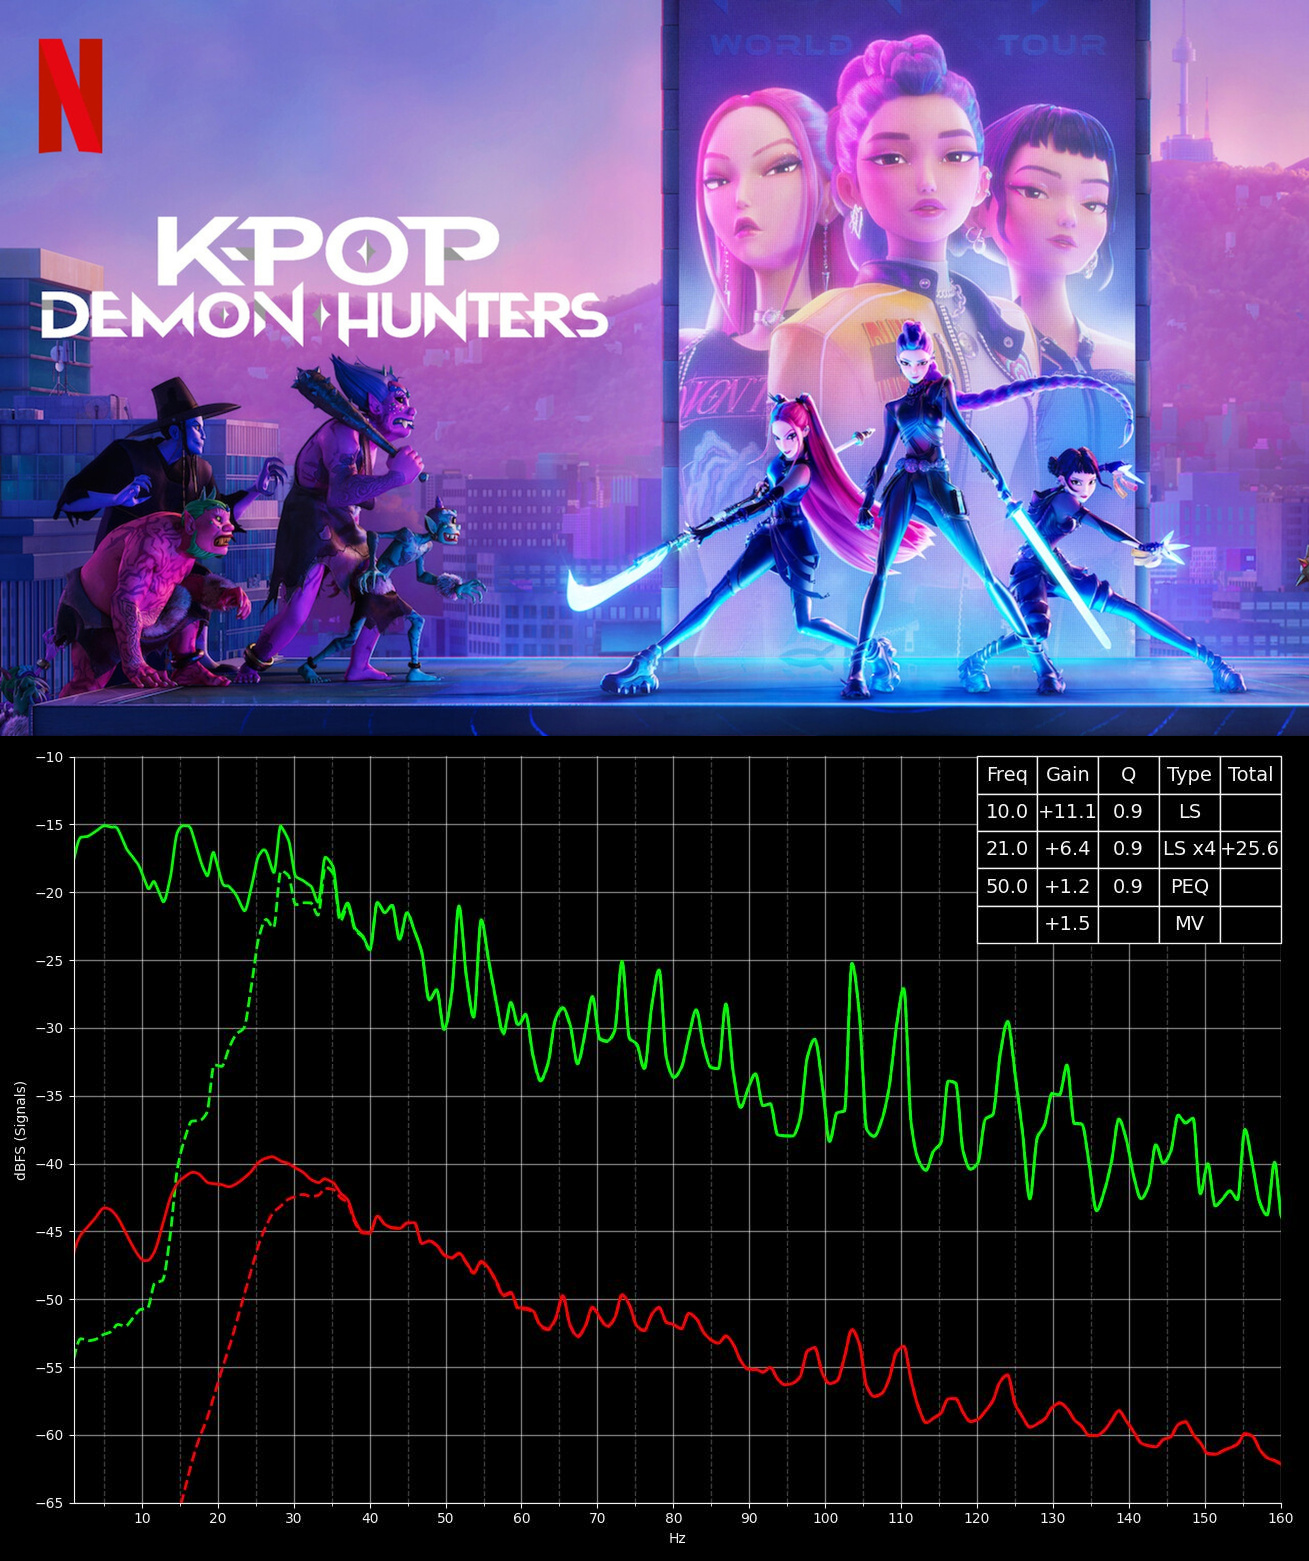 N
WORLD TOUR
KPOP
DEMON HUNTERS
Freq Gain Q Type Total
10.0 +11.1 0.9 LS
21.0 +6.4 0.9 LS x4 +25.6
50.0 +1.2 0.9 PEQ
+1.5 MV
−10
−15
−20
−25
−30
−35
−40
−45
−50
−55
−60
−65
dBFS (Signals)
10 20 30 40 50 60 70 80 90 100 110 120 130 140 150 160
Hz